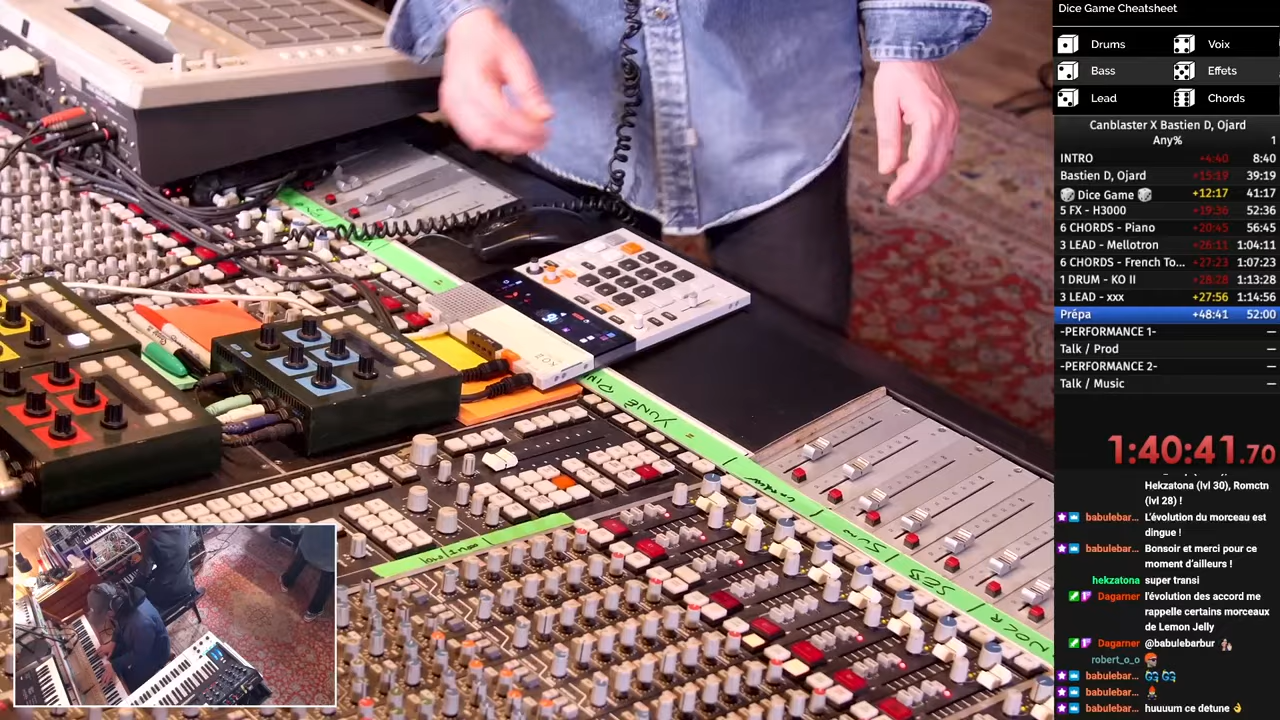 Dice Game Cheatsheet
Drums Voix
Bass Effets
Lead Chords
Canblaster X Bastien D, Ojard
Any% 1
INTRO +4:40 8:40
Bastien D, Ojard +15:19 39:19
🎲 Dice Game 🎲 +12:17 41:17
5 FX - H3000 +19:36 52:36
6 CHORDS - Piano +20:45 56:45
3 LEAD - Mellotron +26:11 1:04:11
6 CHORDS - French To... +27:23 1:07:23
1 DRUM - KO II +28:28 1:13:28
3 LEAD - xxx +27:56 1:14:56
Prépa +48:41 52:00
-PERFORMANCE 1- —
Talk / Prod —
-PERFORMANCE 2- —
Talk / Music —
1:40:41.70
Hekzatona (lvl 30), Romctn
(lvl 28) !
babulebar... L'évolution du morceau est
dingue !
babulebar... Bonsoir et merci pour ce
moment d'ailleurs !
hekzatona super transi
Dagarner l'évolution des accord me
rappelle certains morceaux
de Lemon Jelly
Dagarner @babulebarbur
robert_o_o
babulebar...
babulebar...
babulebar... huuuum ce detune 👌